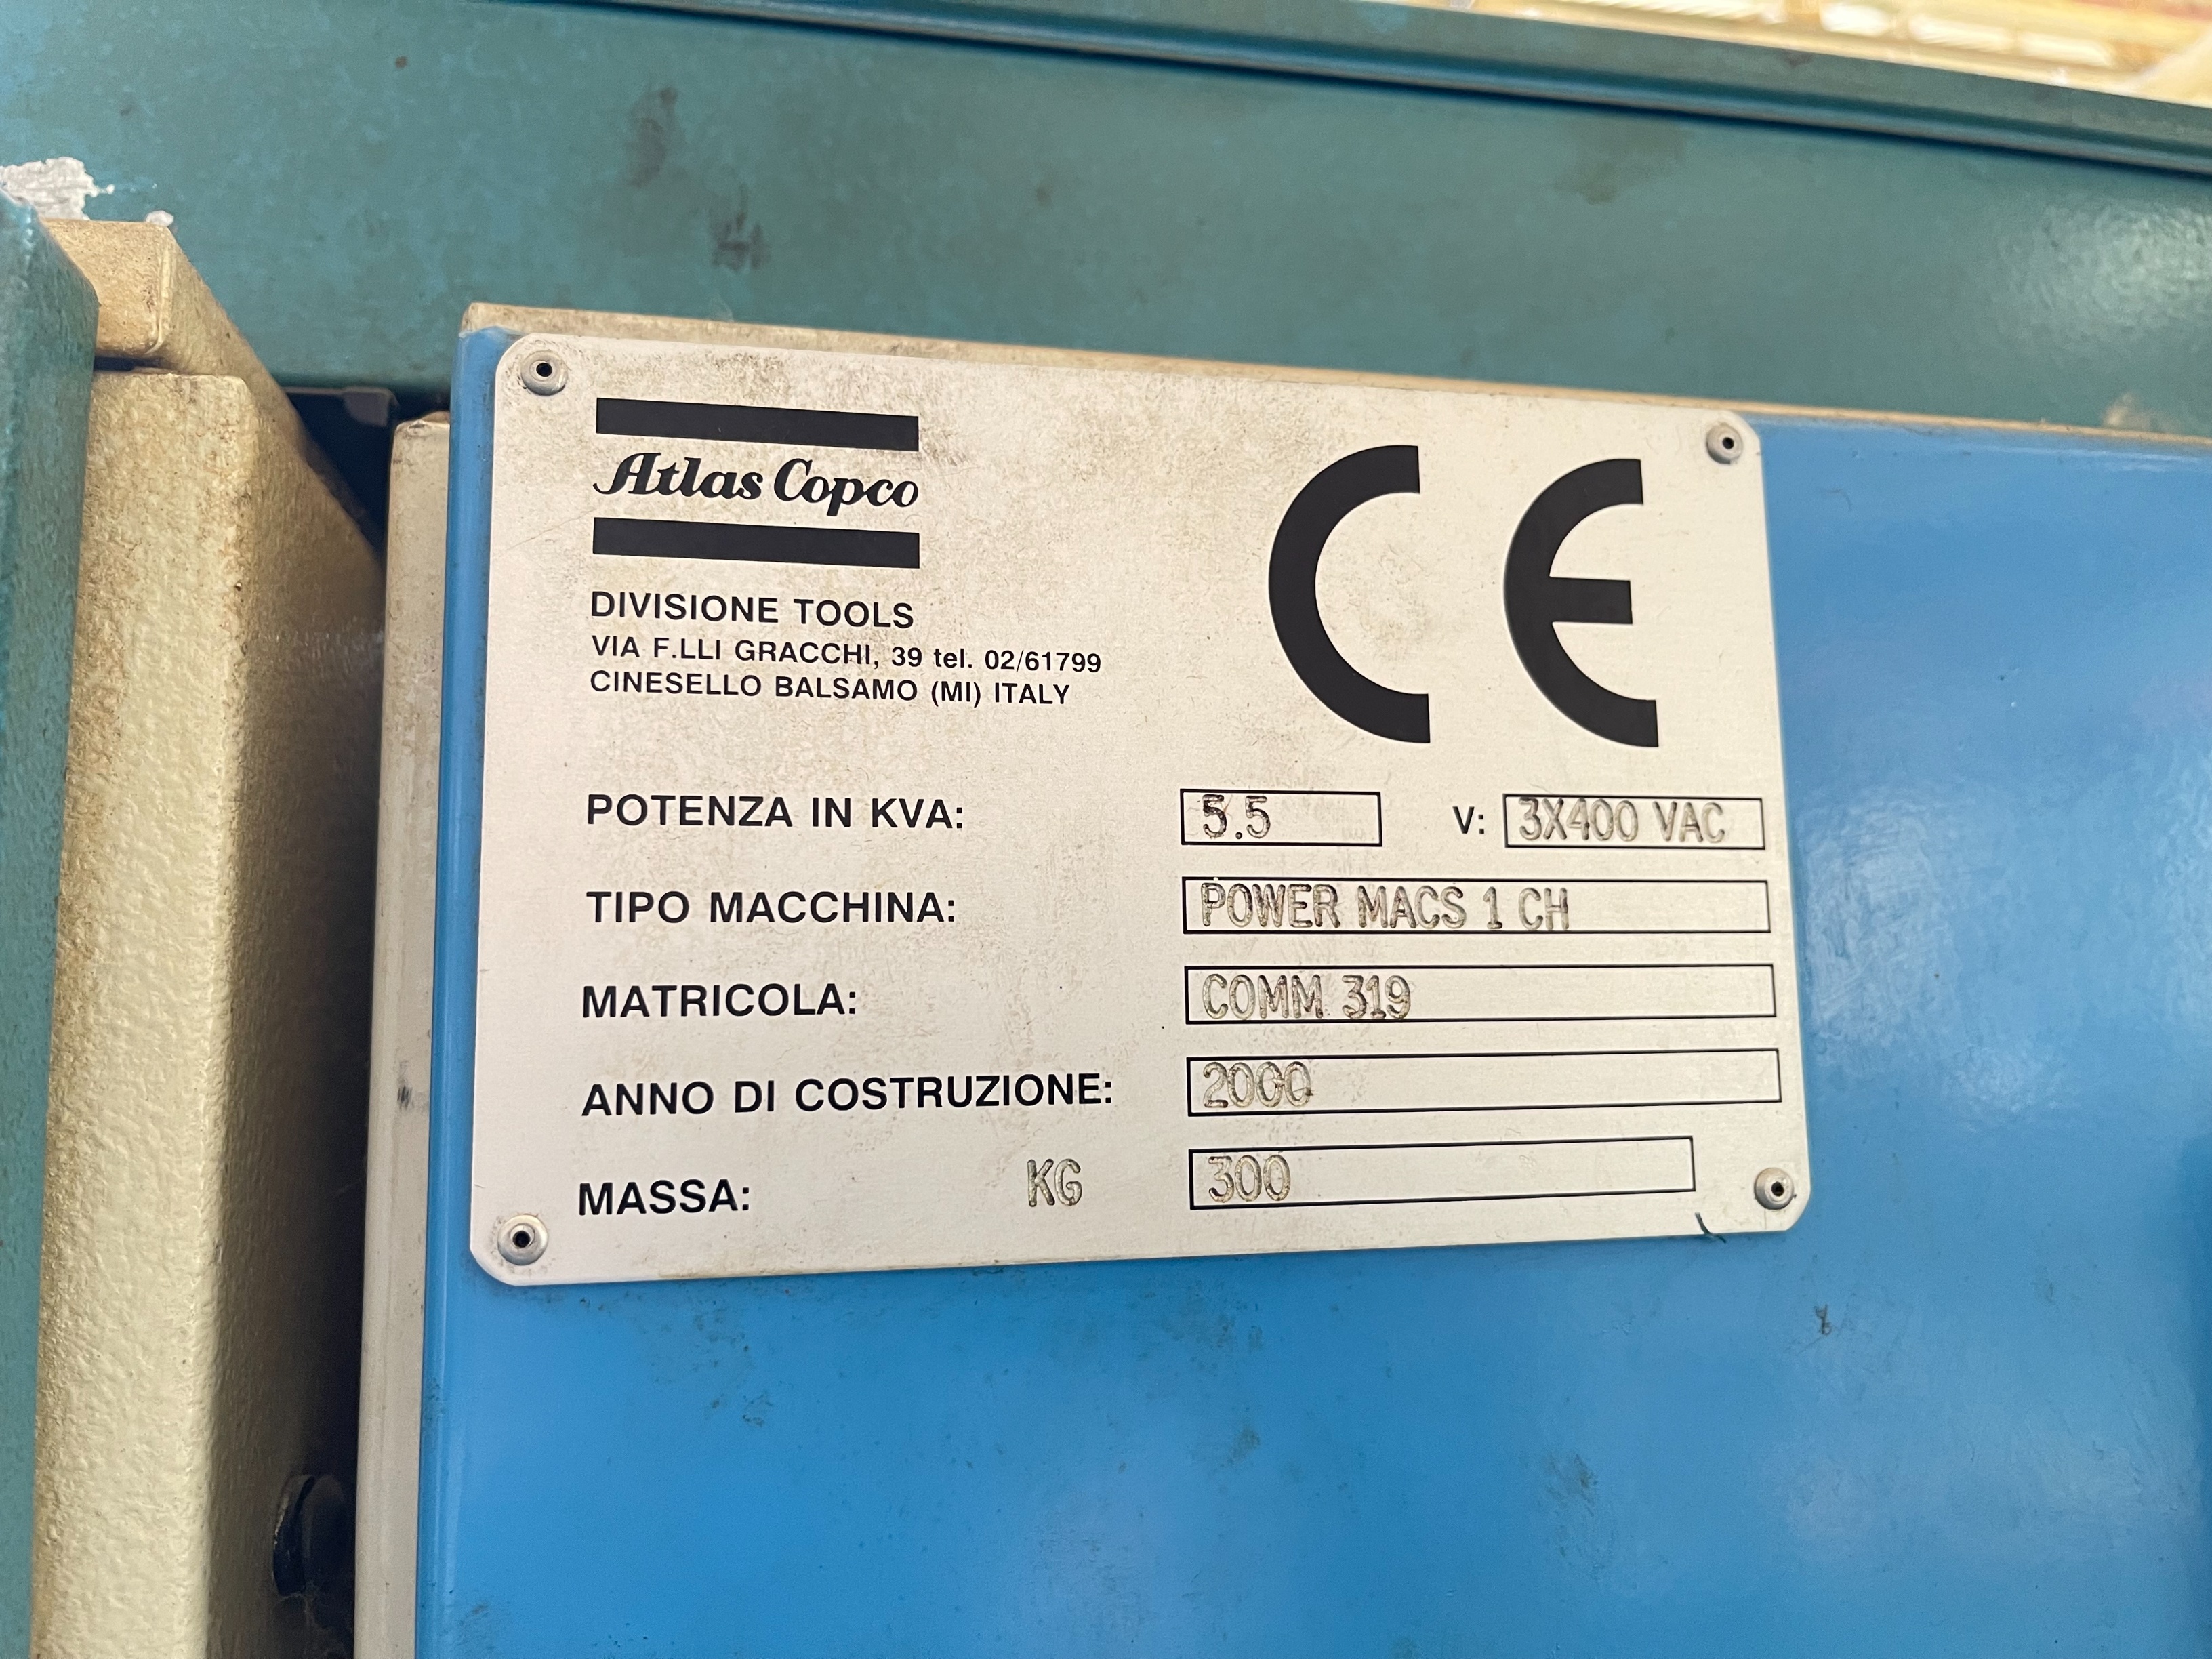 Atlas Copco
CE
DIVISIONE TOOLS
VIA F.LLI GRACCHI, 39 tel. 02/61799
CINESELLO BALSAMO (MI) ITALY
POTENZA IN KVA: 5.5 V: 3X400 VAC
TIPO MACCHINA: POWER MACS 1 CH
MATRICOLA: COMM 319
ANNO DI COSTRUZIONE: 2000
MASSA: KG 300